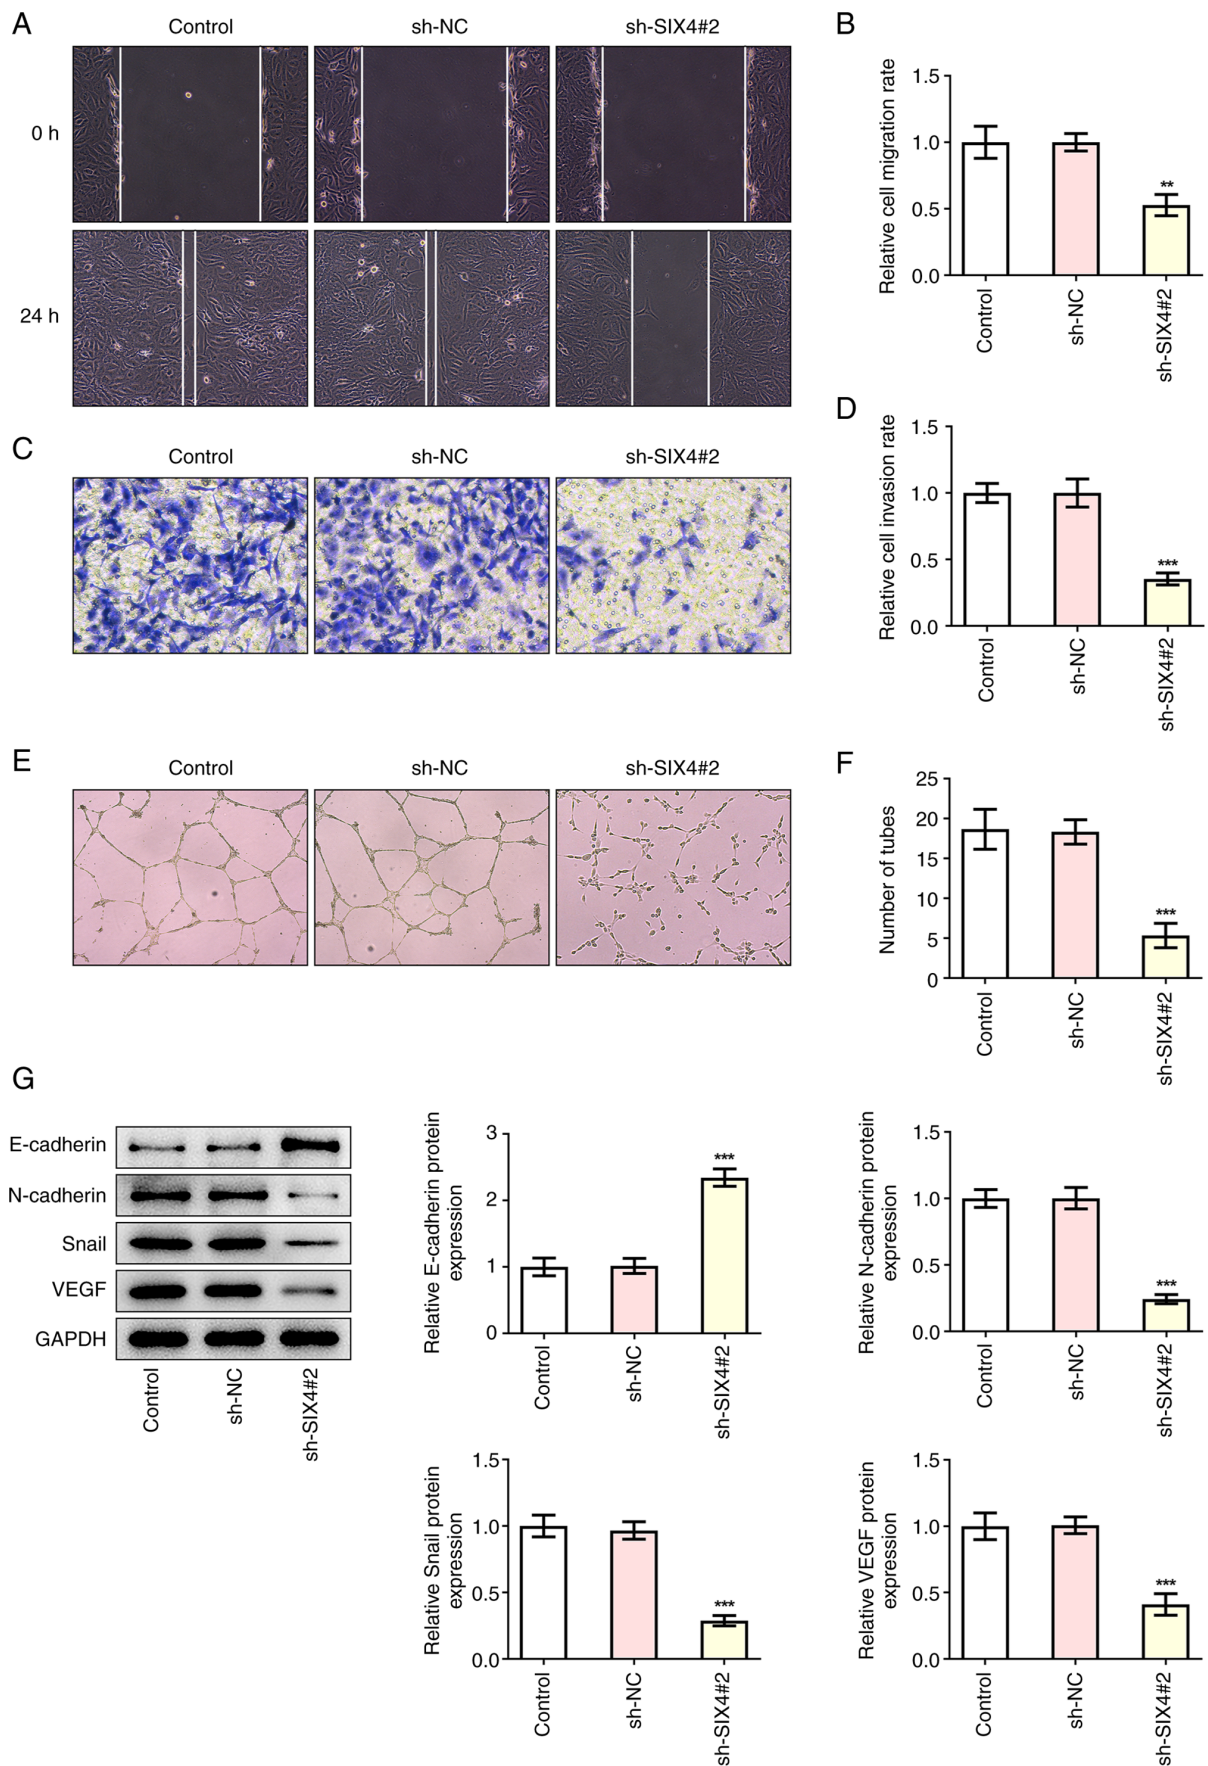 A
Control
sh-NC
sh-SIX4#2
0 h
24 h
B
Relative cell migration rate
1.5
1.0
0.5
0.0
**
Control
sh-NC
sh-SIX4#2
C
Control
sh-NC
sh-SIX4#2
D
Relative cell invasion rate
1.5
1.0
0.5
0.0
***
Control
sh-NC
sh-SIX4#2
E
Control
sh-NC
sh-SIX4#2
F
Number of tubes
25
20
15
10
5
0
***
Control
sh-NC
sh-SIX4#2
G
E-cadherin
N-cadherin
Snail
VEGF
GAPDH
Control
sh-NC
sh-SIX4#2
Relative E-cadherin protein
expression
3
2
1
0
***
Control
sh-NC
sh-SIX4#2
Relative N-cadherin protein
expression
1.5
1.0
0.5
0.0
***
Control
sh-NC
sh-SIX4#2
Relative Snail protein
expression
1.5
1.0
0.5
0.0
***
Control
sh-NC
sh-SIX4#2
Relative VEGF protein
expression
1.5
1.0
0.5
0.0
***
Control
sh-NC
sh-SIX4#2